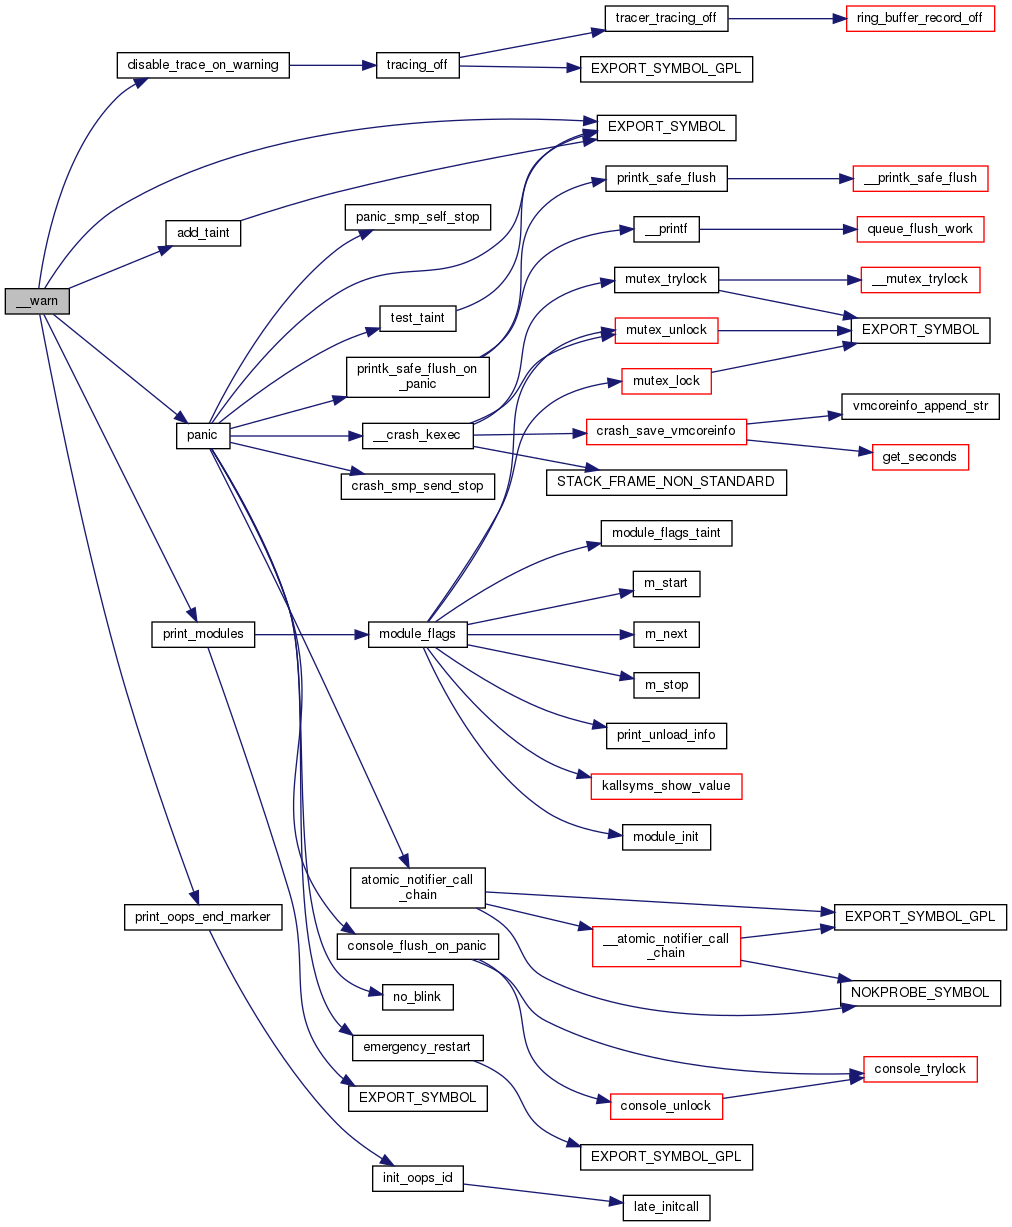 tracer_tracing_off
ring_buffer_record_off
disable_trace_on_warning
tracing_off
EXPORT_SYMBOL_GPL
EXPORT_SYMBOL
printk_safe_flush
__printk_safe_flush
panic_smp_self_stop
add_taint
__printf
queue_flush_work
mutex_trylock
__mutex_trylock
__warn
test_taint
mutex_unlock
EXPORT_SYMBOL
printk_safe_flush_on
_panic
mutex_lock
vmcoreinfo_append_str
panic
__crash_kexec
crash_save_vmcoreinfo
get_seconds
crash_smp_send_stop
STACK_FRAME_NON_STANDARD
module_flags_taint
m_start
print_modules
module_flags
m_next
m_stop
print_unload_info
kallsyms_show_value
module_init
atomic_notifier_call
_chain
print_oops_end_marker
EXPORT_SYMBOL_GPL
console_flush_on_panic
__atomic_notifier_call
_chain
no_blink
NOKPROBE_SYMBOL
emergency_restart
console_trylock
EXPORT_SYMBOL
console_unlock
EXPORT_SYMBOL_GPL
init_oops_id
late_initcall